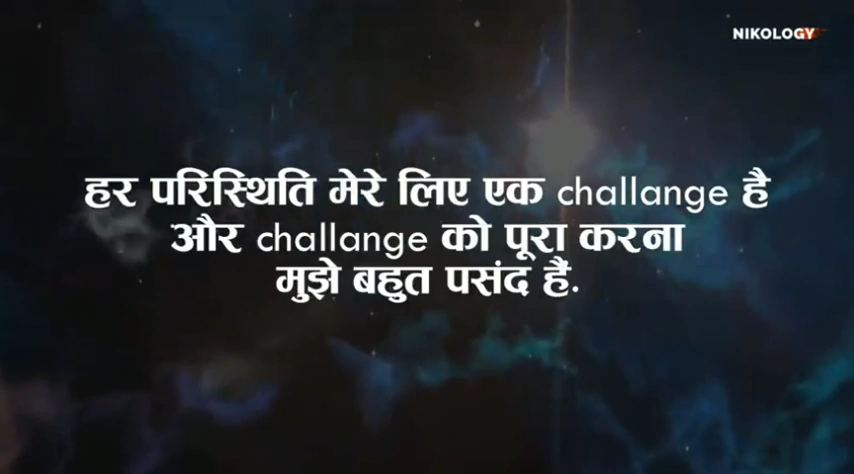 NIKOLOGY
हर परिस्थिति मेरे लिए एक challange है
और challange को पूरा करना
मुझे बहुत पसंद हैं.